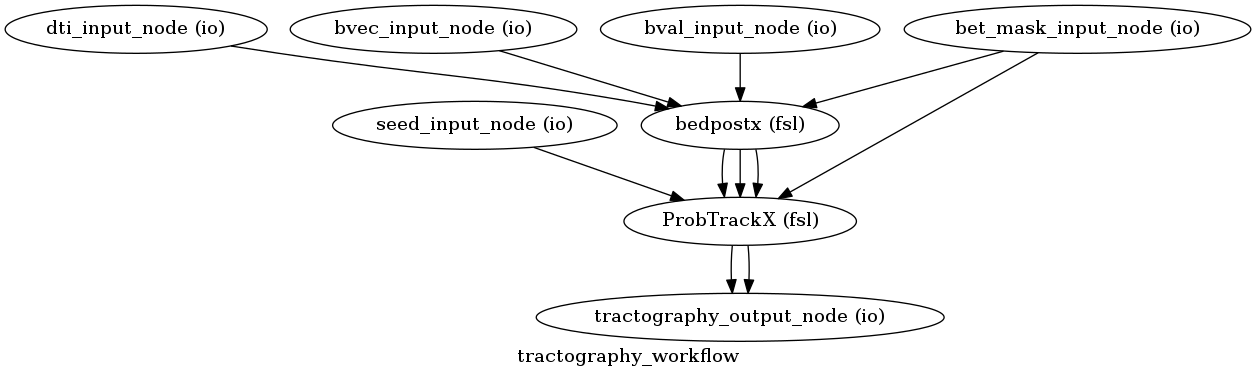 dti_input_node (io)
bvec_input_node (io)
bval_input_node (io)
bet_mask_input_node (io)
seed_input_node (io)
bedpostx (fsl)
ProbTrackX (fsl)
tractography_output_node (io)
tractography_workflow